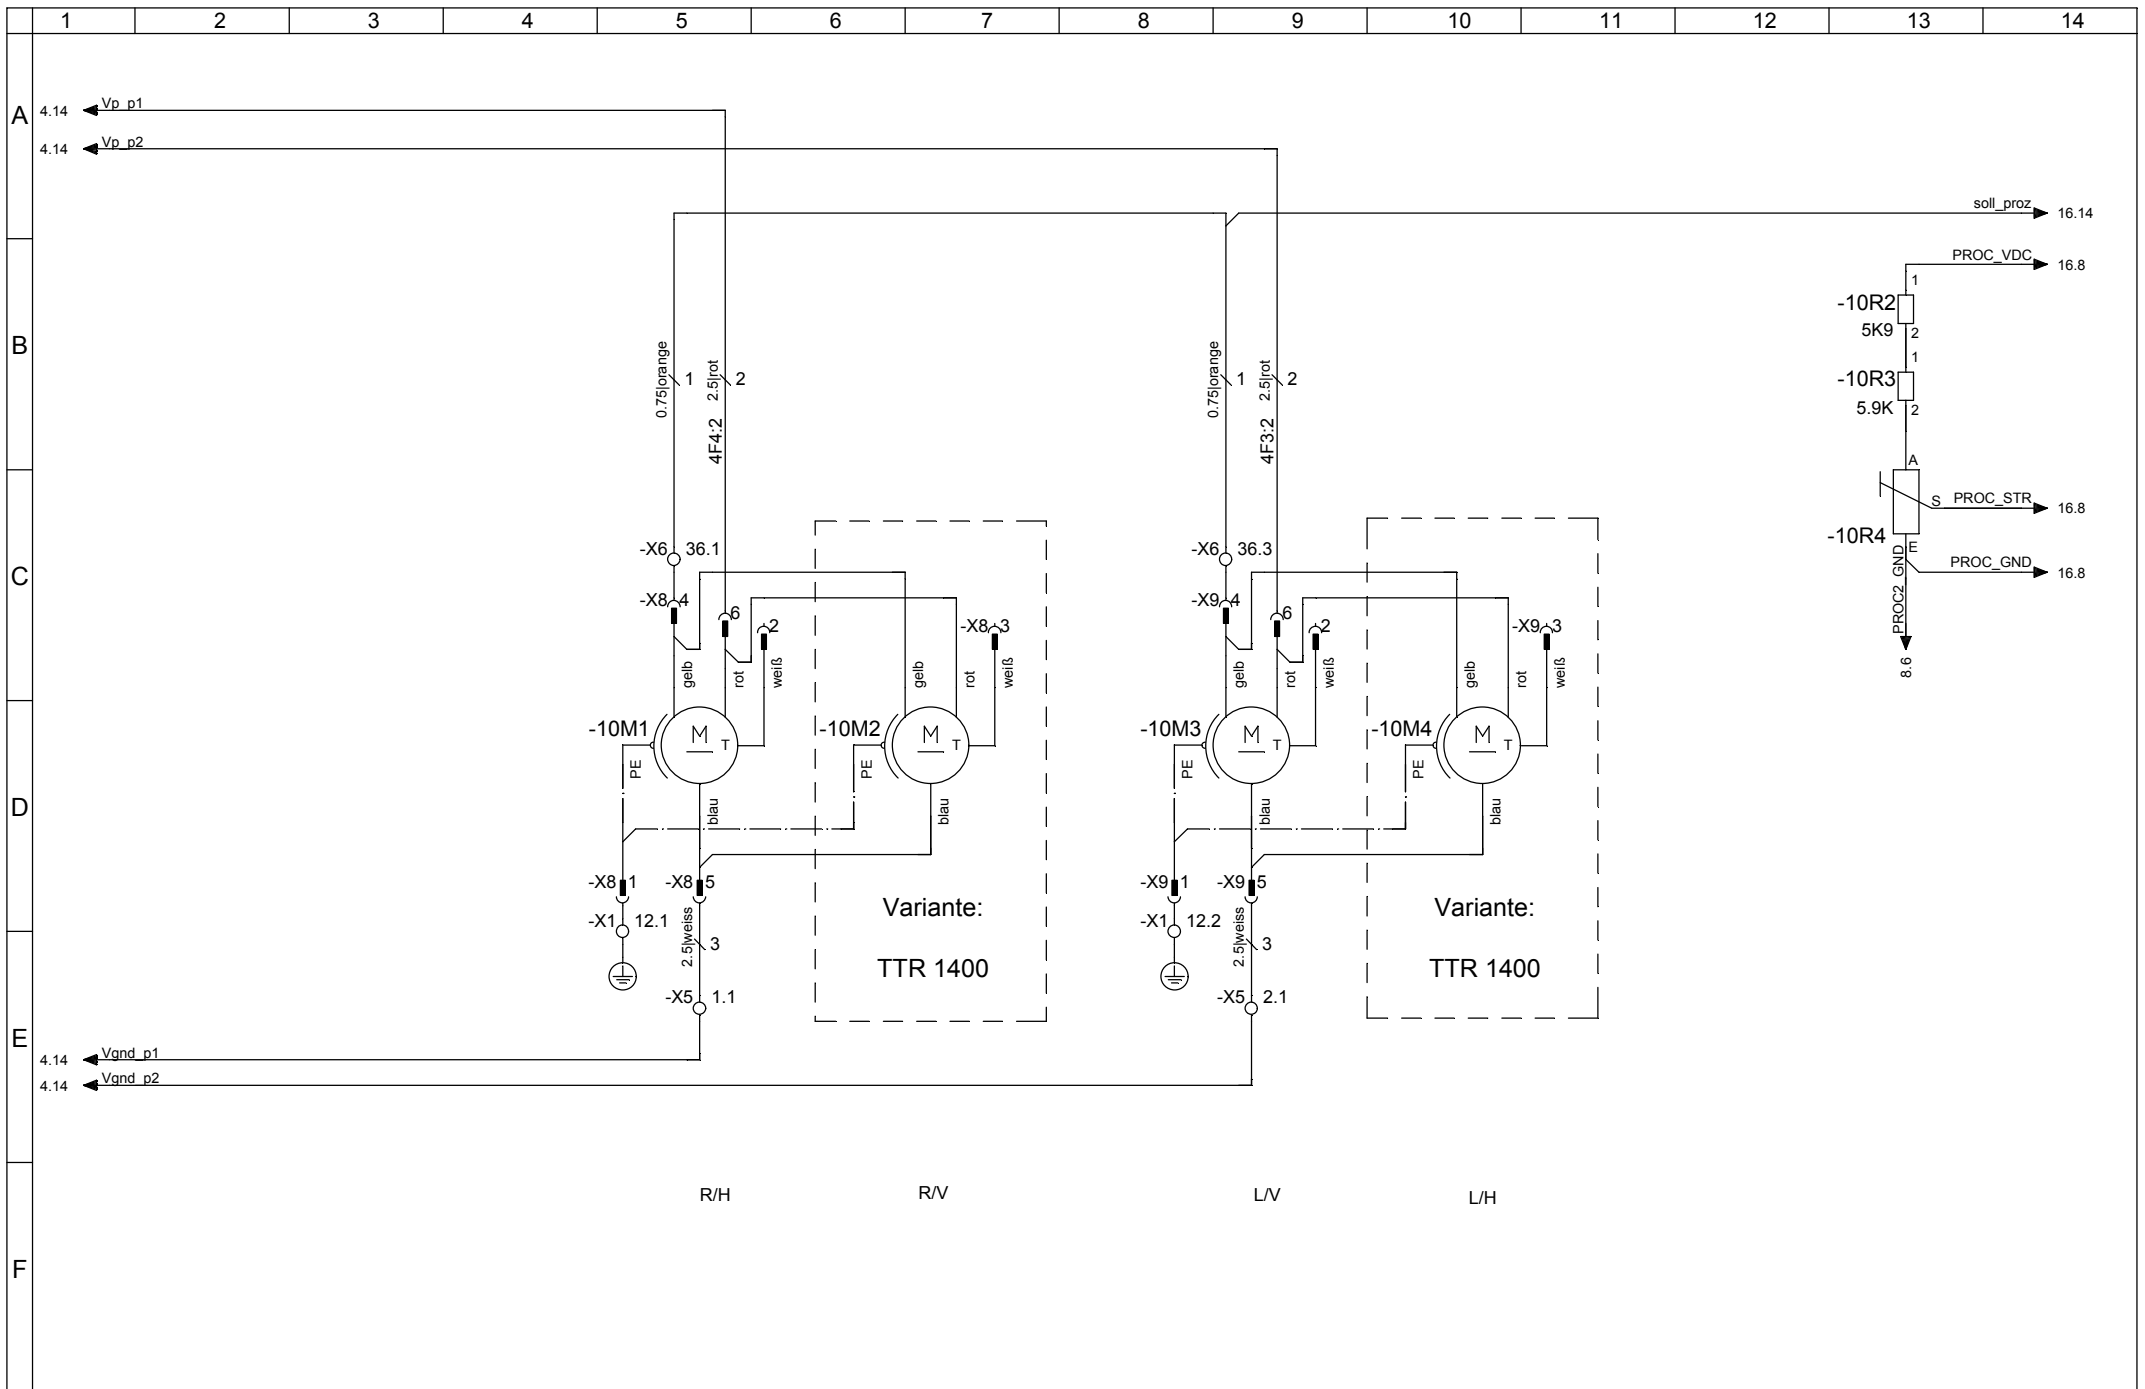 1 2 3 4 5 6 7 8 9 10 11 12 13 14
A
4.14 Vp_p1
4.14 Vp_p2
soll_proz 16.14
B
PROC_VDC 16.8
1
-10R2
5K9 2
1
-10R3
5.9K 2
0.75|orange 1 2.5|rot 2
4F4:2
0.75|orange 1 2.5|rot 2
4F3:2
C
A
S PROC_STR 16.8
-10R4
E
PROC_GND 16.8
PROC2_GND
8.6
-X6 36.1
-X8 4 6 2
-X8 3
gelb rot weiß gelb rot weiß
-X6 36.3
-X9 4 6 2
-X9 3
gelb rot weiß gelb rot weiß
D
-10M1 M T
-10M2 M T
-10M3 M T
-10M4 M T
PE PE PE PE
blau blau blau blau
-X8 1 -X8 5
-X9 1 -X9 5
-X1 12.1
-X1 12.2
2.5|weiss 3
2.5|weiss 3
Variante:
TTR 1400
Variante:
TTR 1400
E
-X5 1.1
-X5 2.1
4.14 Vgnd_p1
4.14 Vgnd_p2
F
R/H R/V L/V L/H